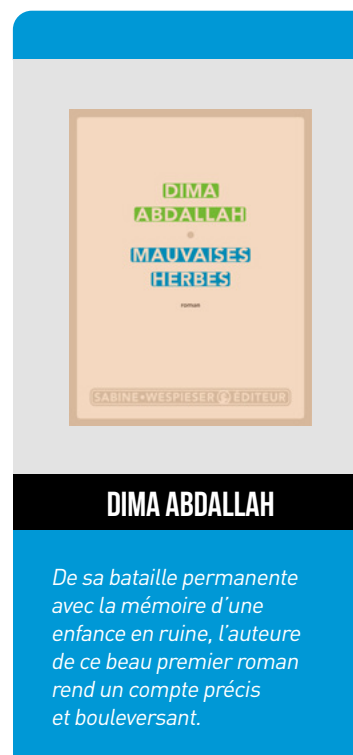 DIMA
ABDALLAH
MAUVAISES
HERBES
roman
SABINE•WESPIESER ÉDITEUR
DIMA ABDALLAH
De sa bataille permanente
avec la mémoire d’une
enfance en ruine, l’auteure
de ce beau premier roman
rend un compte précis
et bouleversant.